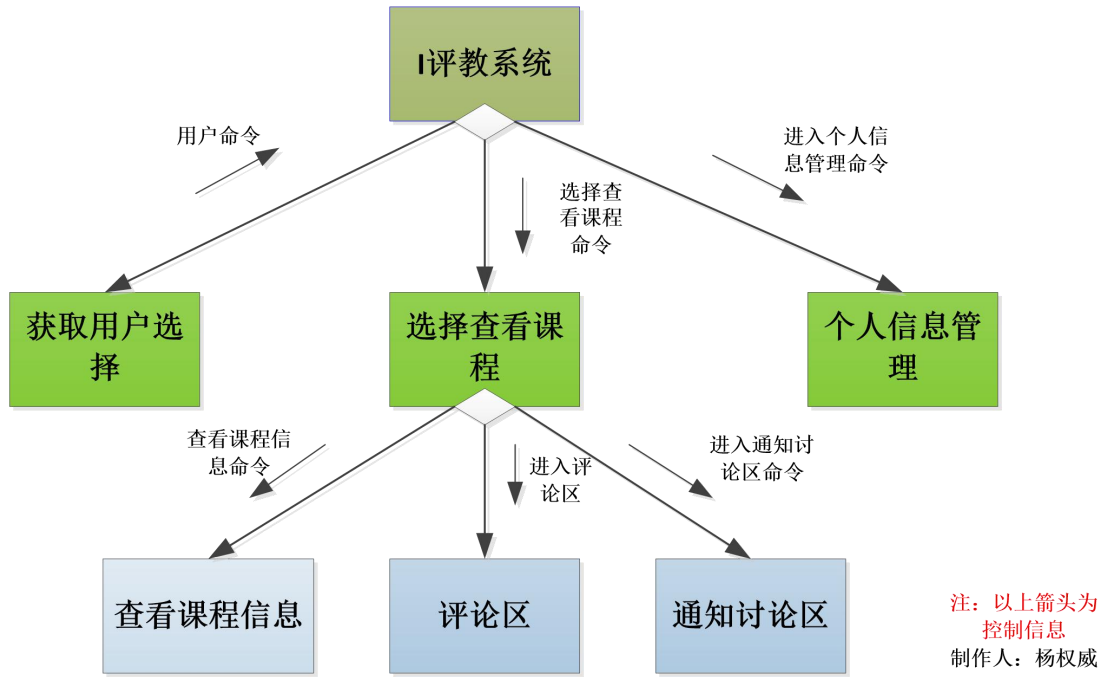 I评教系统
用户命令
进入个人信
息管理命令
选择查
看课程
命令
获取用户选
择
选择查看课
程
个人信息管
理
查看课程信
息命令
进入评
论区
进入通知讨
论区命令
查看课程信息
评论区
通知讨论区
注：以上箭头为
控制信息
制作人：杨权威